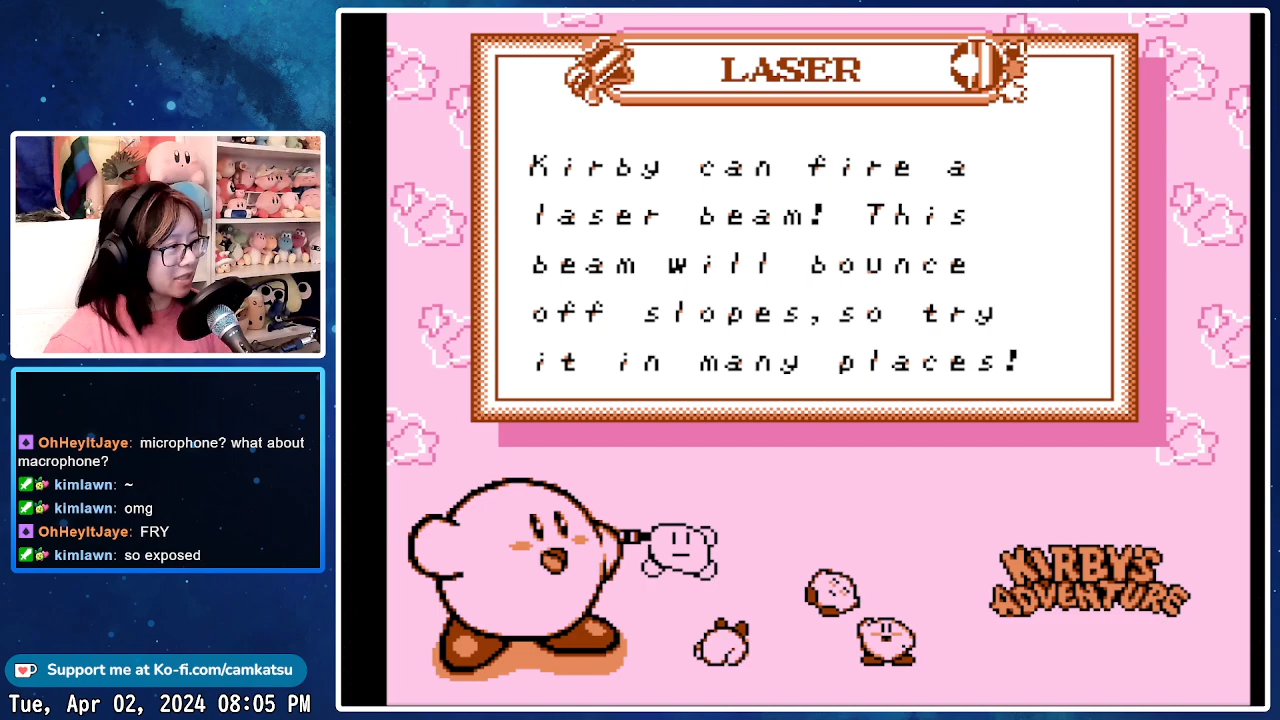 LASER
Kirby can fire a
laser beam! This
beam will bounce
off slopes,so try
it in many places!
KIRBY'S
ADVENTURE
OhHeyItJaye: microphone? what about
macrophone?
kimlawn: ~
kimlawn: omg
OhHeyItJaye: FRY
kimlawn: so exposed
Support me at Ko-fi.com/camkatsu
Tue, Apr 02, 2024 08:05 PM